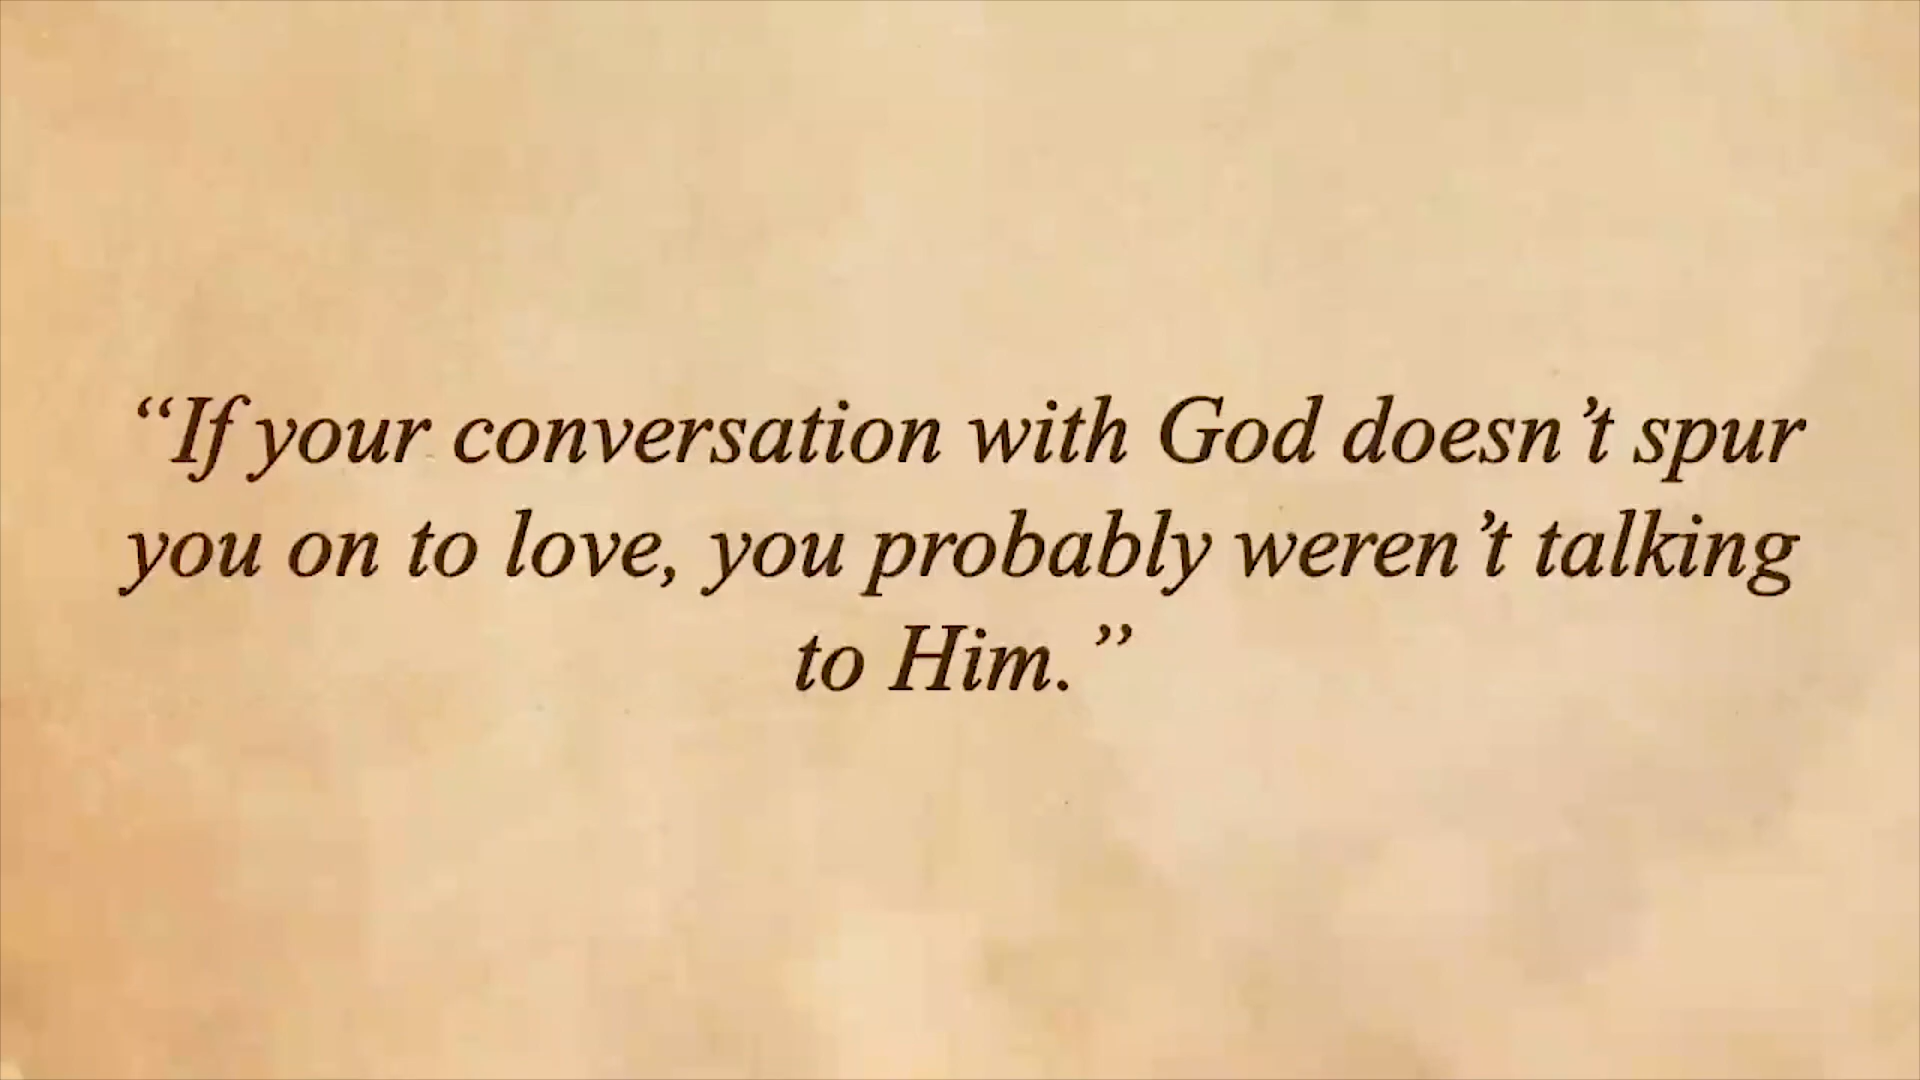 “If your conversation with God doesn’t spur
you on to love, you probably weren’t talking
to Him.”